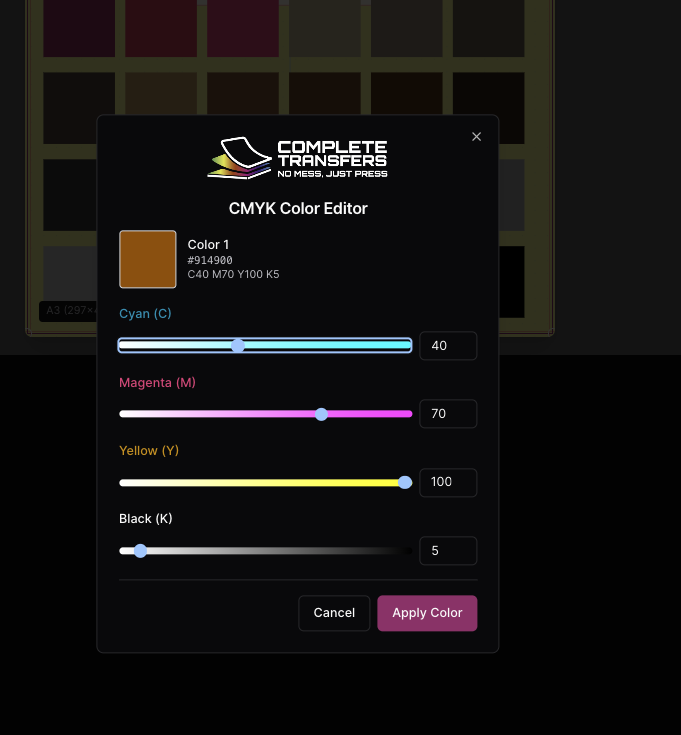 COMPLETE
TRANSFERS
NO MESS, JUST PRESS
CMYK Color Editor
Color 1
#914900
C40 M70 Y100 K5
Cyan (C)
40
Magenta (M)
70
Yellow (Y)
100
Black (K)
5
Cancel
Apply Color
A3 (297×